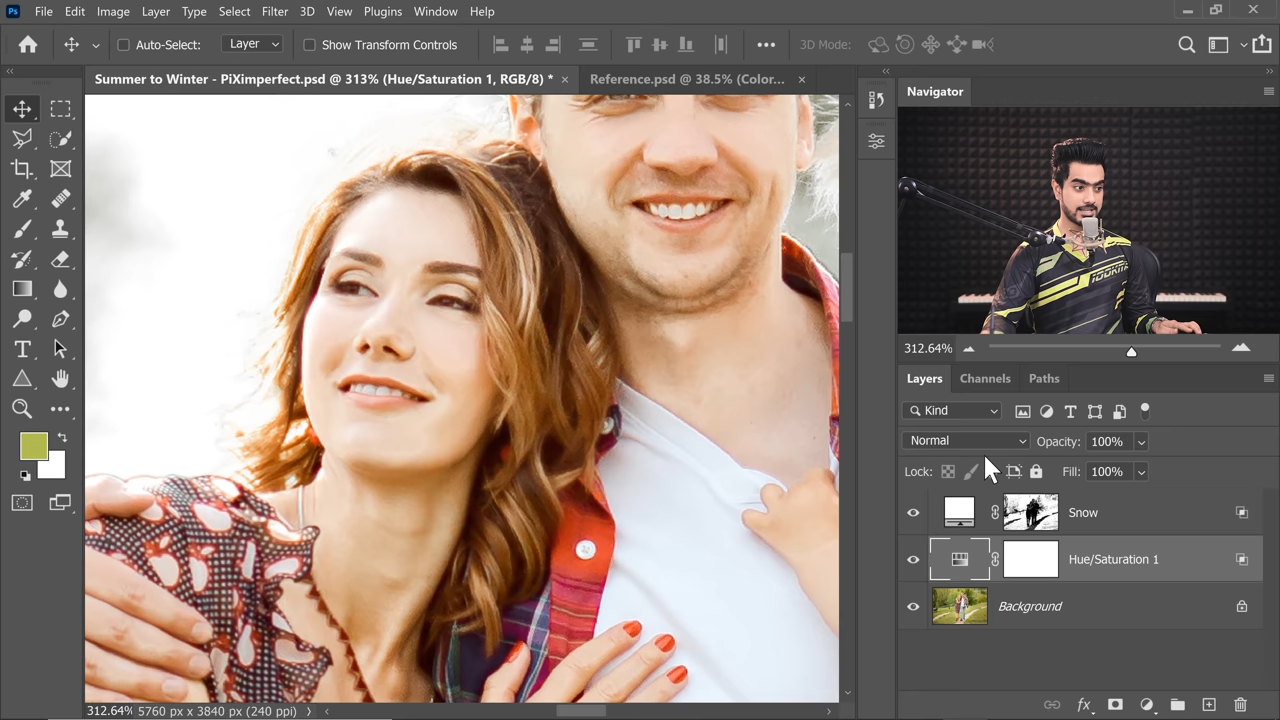 Ps File Edit Image Layer Type Select Filter 3D View Plugins Window Help
Auto-Select: Layer Show Transform Controls 3D Mode:
Summer to Winter - PiXimperfect.psd @ 313% (Hue/Saturation 1, RGB/8) * Reference.psd @ 38.5% (Color...
Navigator
312.64%
Layers Channels Paths
Kind
Normal Opacity: 100%
Lock: Fill: 100%
Snow
Hue/Saturation 1
Background
fx
312.64% 5760 px x 3840 px (240 ppi)